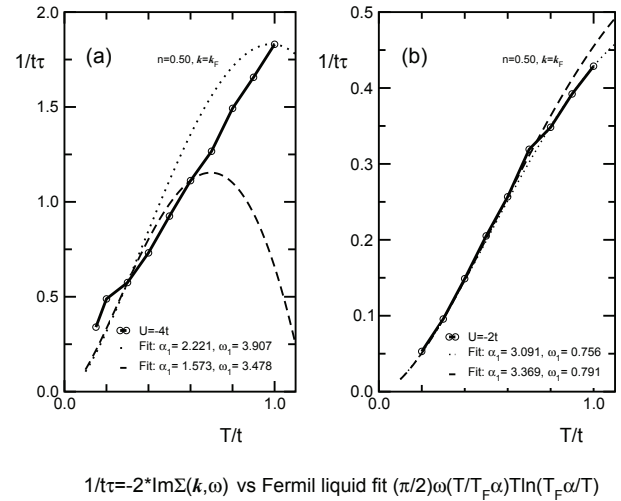 2.0
1/tτ
(a)
n=0.50, k=k_F
1.5
1.0
0.5
U=-4t
Fit: α₁= 2.221, ω₁= 3.907
Fit: α₁= 1.573, ω₁= 3.478
0.0
0.0
1.0
T/t
0.5
1/tτ
(b)
n=0.50, k=k_F
0.4
0.3
0.2
0.1
U=-2t
Fit: α₁= 3.091, ω₁= 0.756
Fit: α₁= 3.369, ω₁= 0.791
0.0
0.0
1.0
T/t
1/tτ=-2*ImΣ(k,ω) vs Fermil liquid fit (π/2)ω(T/T_Fα)Tln(T_Fα/T)